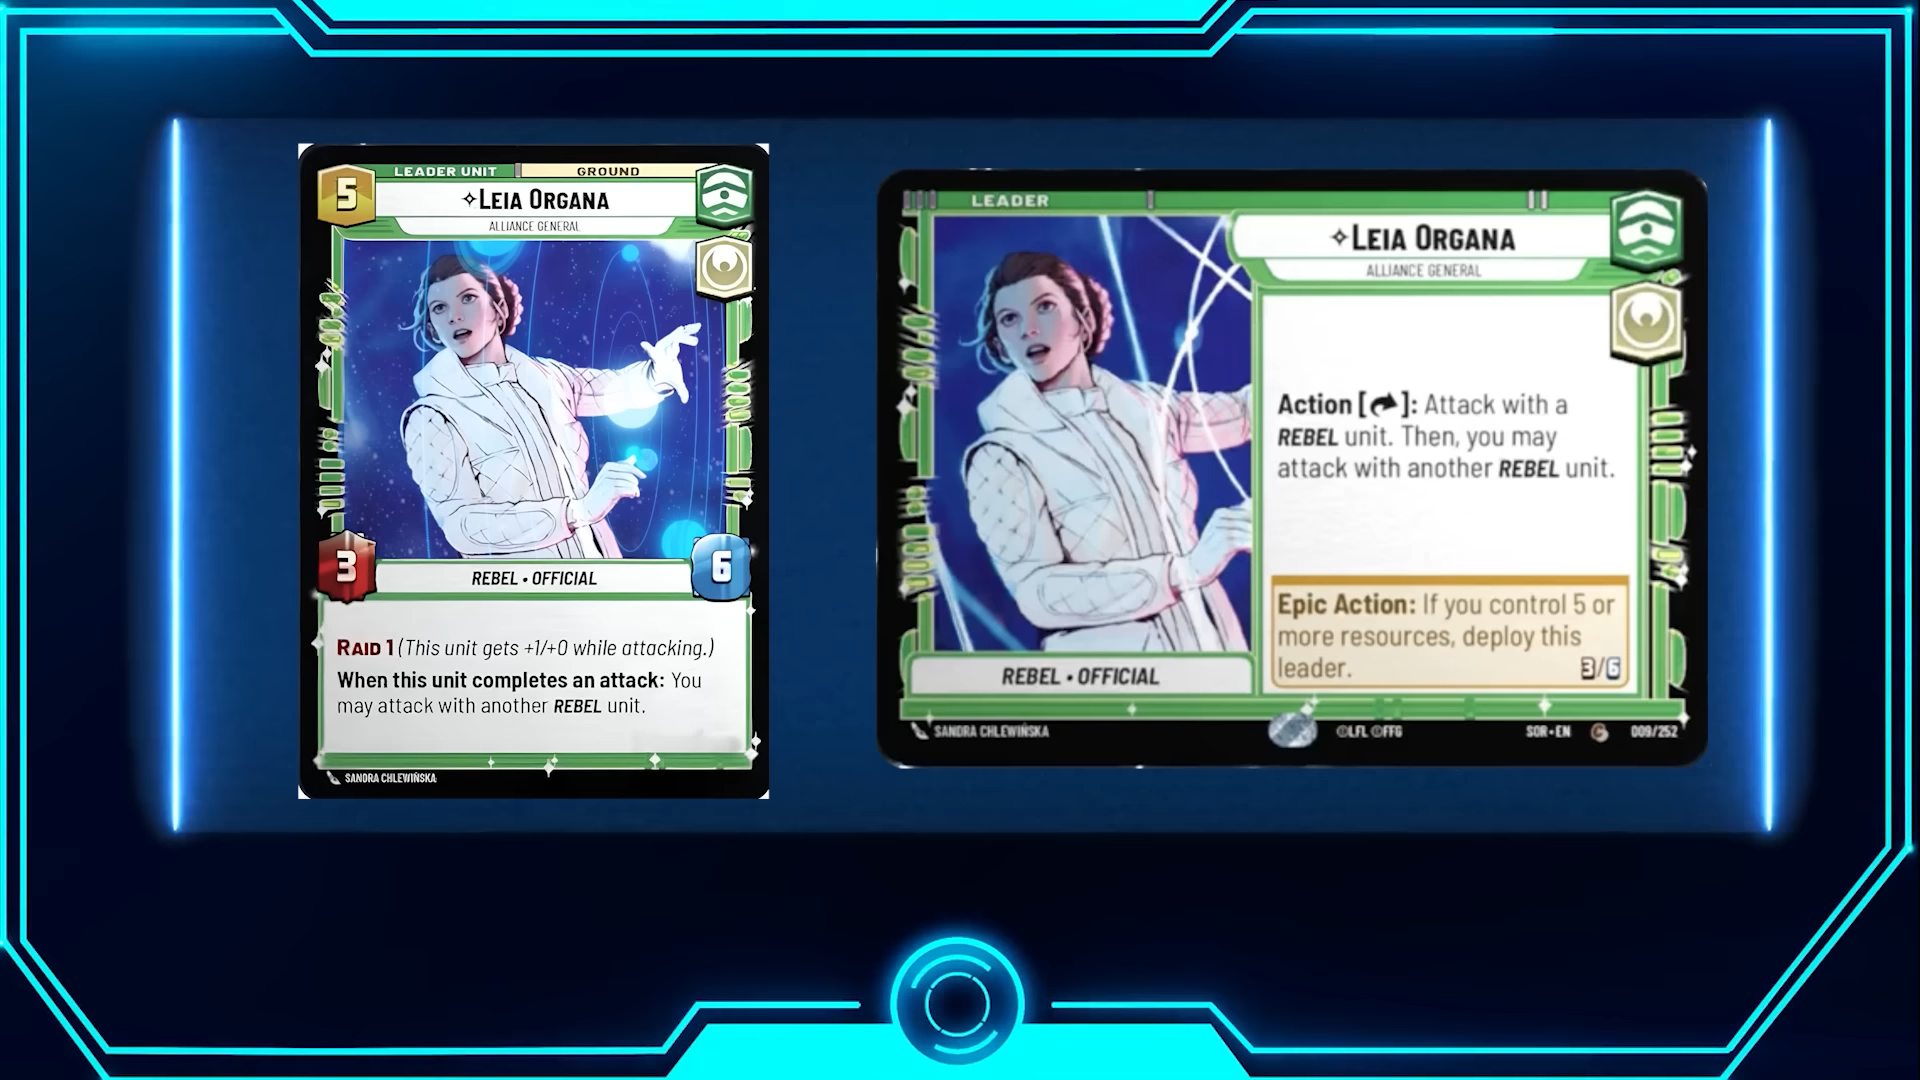 LEADER UNIT
GROUND
5
LEIA ORGANA
ALLIANCE GENERAL
3
REBEL • OFFICIAL
6
RAID 1 (This unit gets +1/+0 while attacking.)
When this unit completes an attack: You
may attack with another REBEL unit.
SANDRA CHLEWIŃSKA
LEADER
LEIA ORGANA
ALLIANCE GENERAL
Action [ ]: Attack with a
REBEL unit. Then, you may
attack with another REBEL unit.
Epic Action: If you control 5 or
more resources, deploy this
leader.
3/6
REBEL • OFFICIAL
SANDRA CHLEWIŃSKA
©LFL ©FFG
SOR•EN
009/252